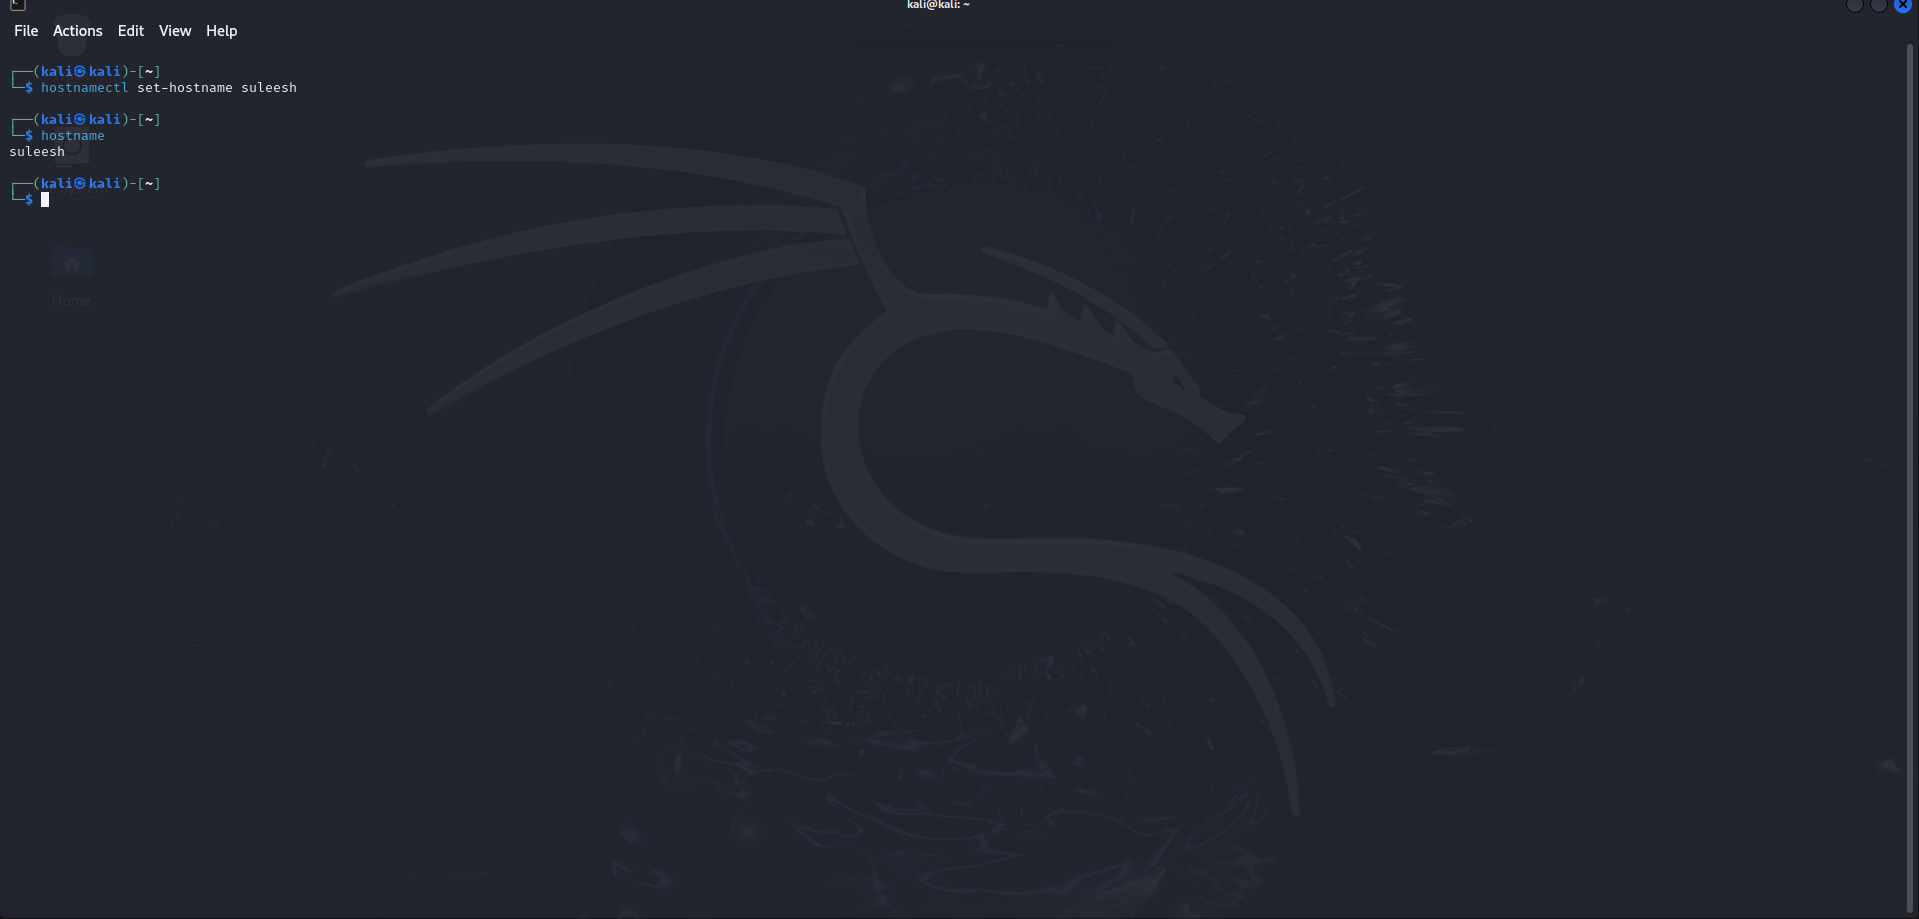 kali@kali: ~
File Actions Edit View Help
┌──(kali㉿kali)-[~]
└─$ hostnamectl set-hostname suleesh
┌──(kali㉿kali)-[~]
└─$ hostname
suleesh
┌──(kali㉿kali)-[~]
└─$
Home